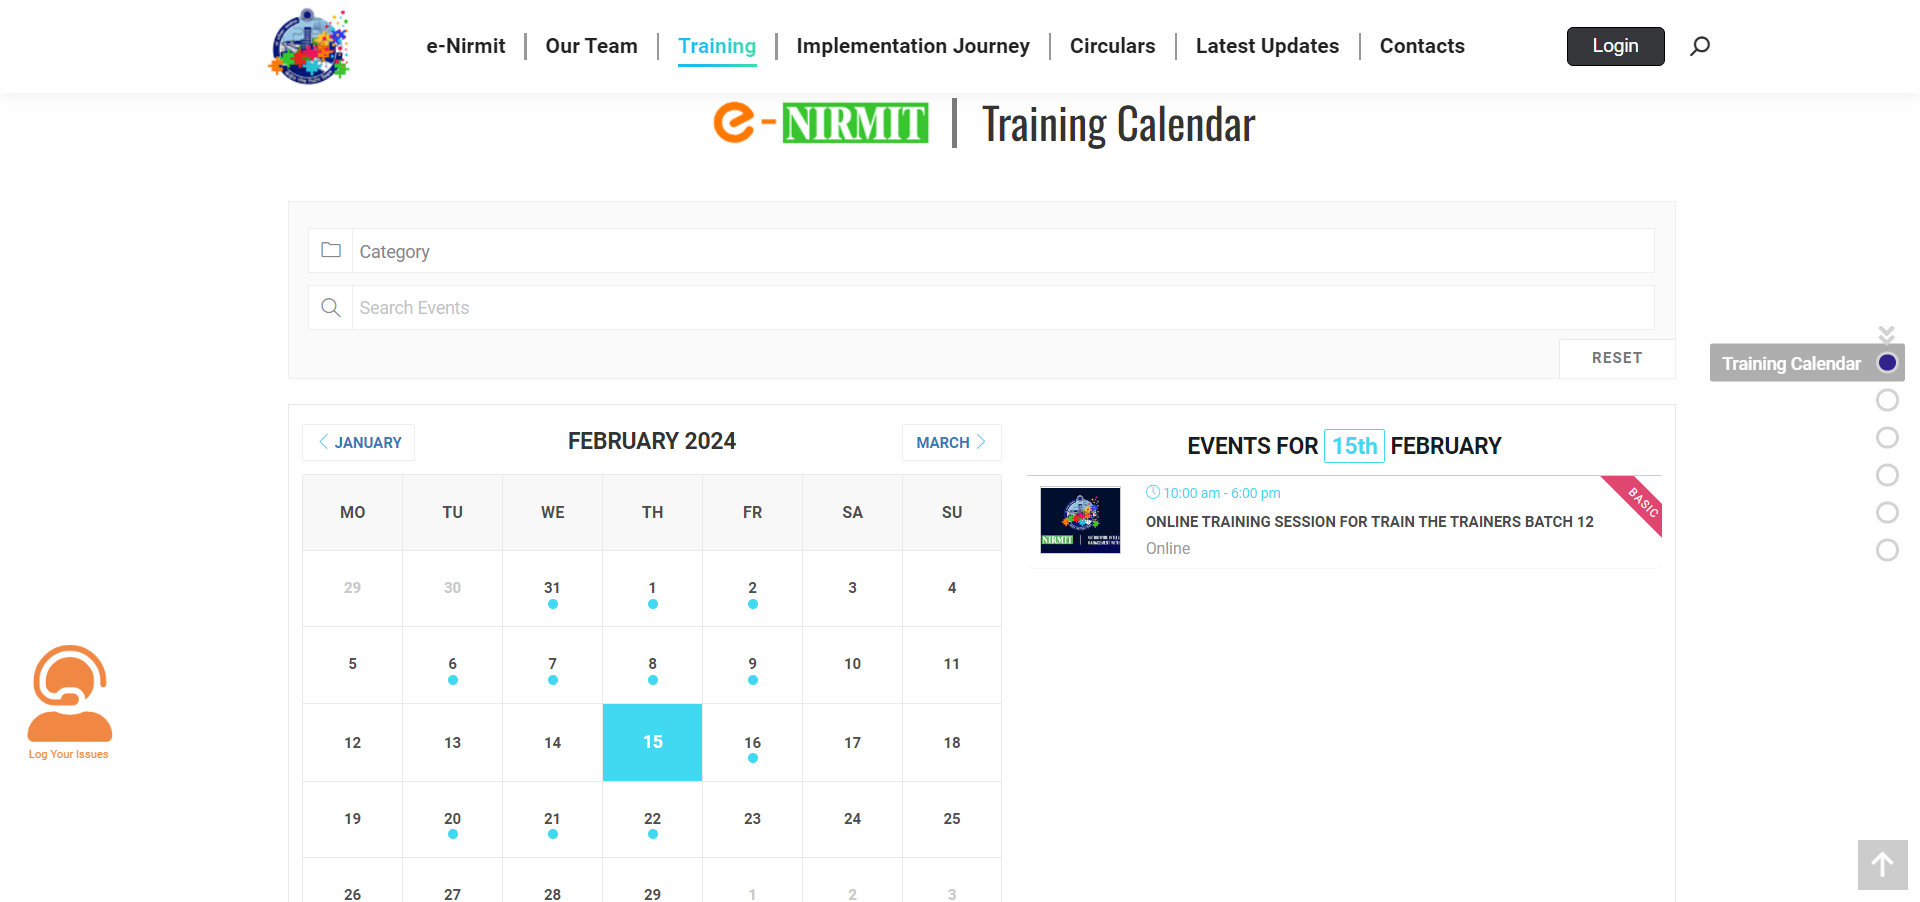 e-Nirmit
Our Team
Training
Implementation Journey
Circulars
Latest Updates
Contacts
Login
e-NIRMIT
Training Calendar
Category
Search Events
RESET
Training Calendar
JANUARY
FEBRUARY 2024
MARCH
MO TU WE TH FR SA SU
29 30 31 1 2 3 4
5 6 7 8 9 10 11
12 13 14 15 16 17 18
19 20 21 22 23 24 25
26 27 28 29 1 2 3
EVENTS FOR 15th FEBRUARY
10:00 am - 6:00 pm
BASIC
ONLINE TRAINING SESSION FOR TRAIN THE TRAINERS BATCH 12
Online
NIRMIT
Log Your Issues